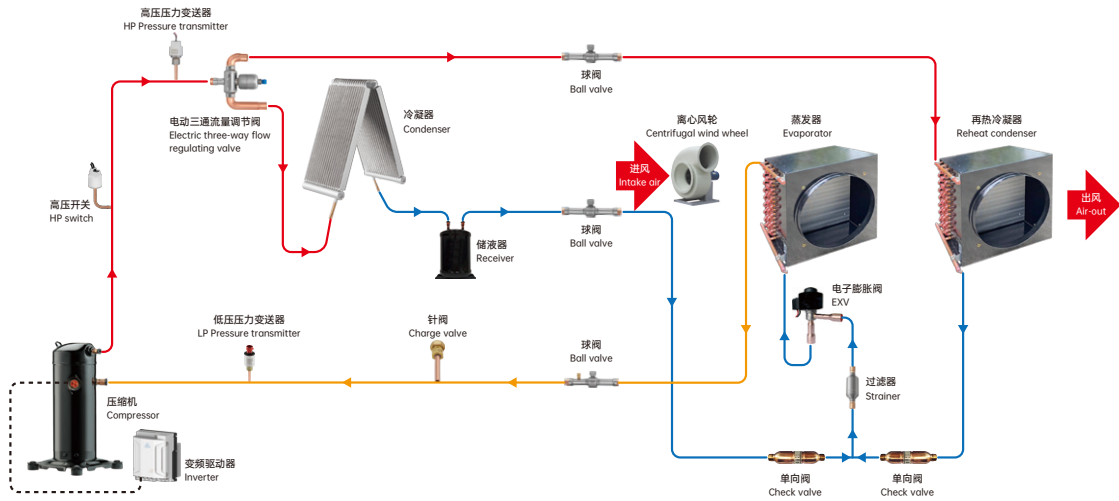 高压压力变送器
HP Pressure transmitter
电动三通流量调节阀
Electric three-way flow
regulating valve
冷凝器
Condenser
球阀
Ball valve
离心风轮
Centrifugal wind wheel
蒸发器
Evaporator
再热冷凝器
Reheat condenser
进风
Intake air
出风
Air-out
高压开关
HP switch
储液器
Receiver
球阀
Ball valve
电子膨胀阀
EXV
低压压力变送器
LP Pressure transmitter
针阀
Charge valve
球阀
Ball valve
过滤器
Strainer
压缩机
Compressor
变频驱动器
Inverter
单向阀
Check valve
单向阀
Check valve